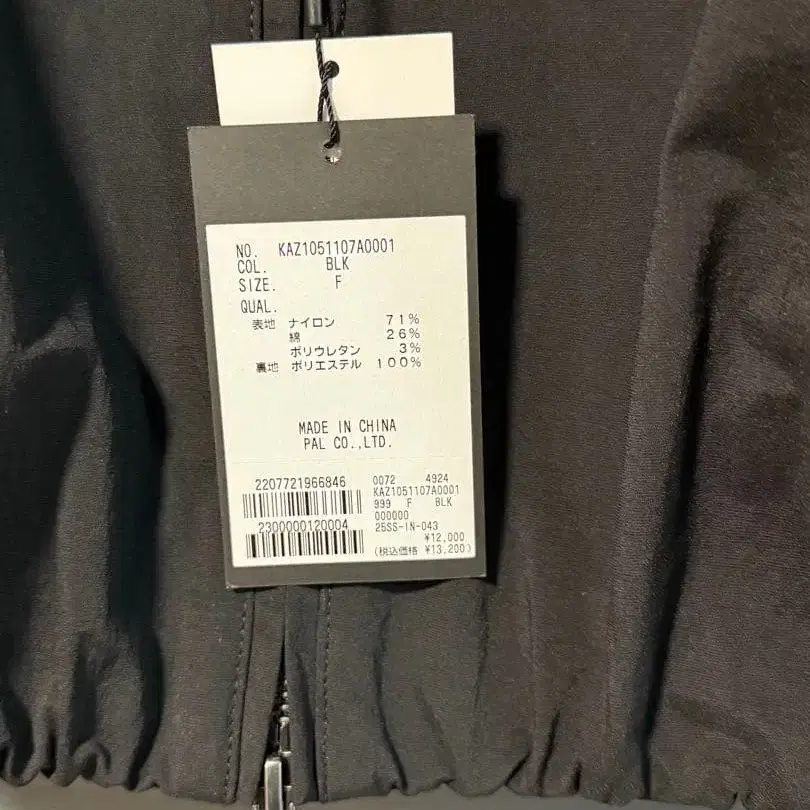 NO. KAZ1051107A0001
COL. BLK
SIZE. F
QUAL.
表地 ナイロン 71%
綿 26%
ポリウレタン 3%
裏地 ポリエステル 100%
MADE IN CHINA
PAL CO.,LTD.
2207721966846
2300000120004
0072 4924
KAZ1051107A0001
999 F BLK
000000
25SS-IN-043
¥12,000
(税込価格 ¥13,200)